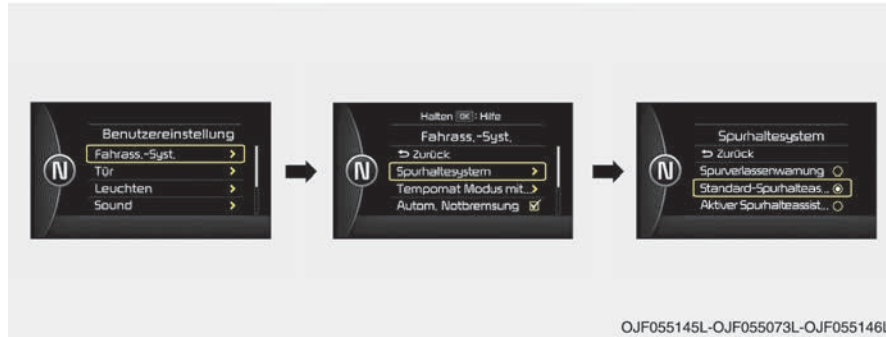 Benutzereinstellung
Fahrass.-Syst. >
Tür >
Leuchten >
Sound >
N
Halten OK : Hilfe
Fahrass.-Syst.
Zurück
Spurhaltesystem >
Tempomat Modus mit... >
Autom. Notbremsung
N
Spurhaltesystem
Zurück
Spurverlassenwarnung
Standard-Spurhalteas...
Aktiver Spurhalteassist...
N
OJF055145L-OJF055073L-OJF055146L